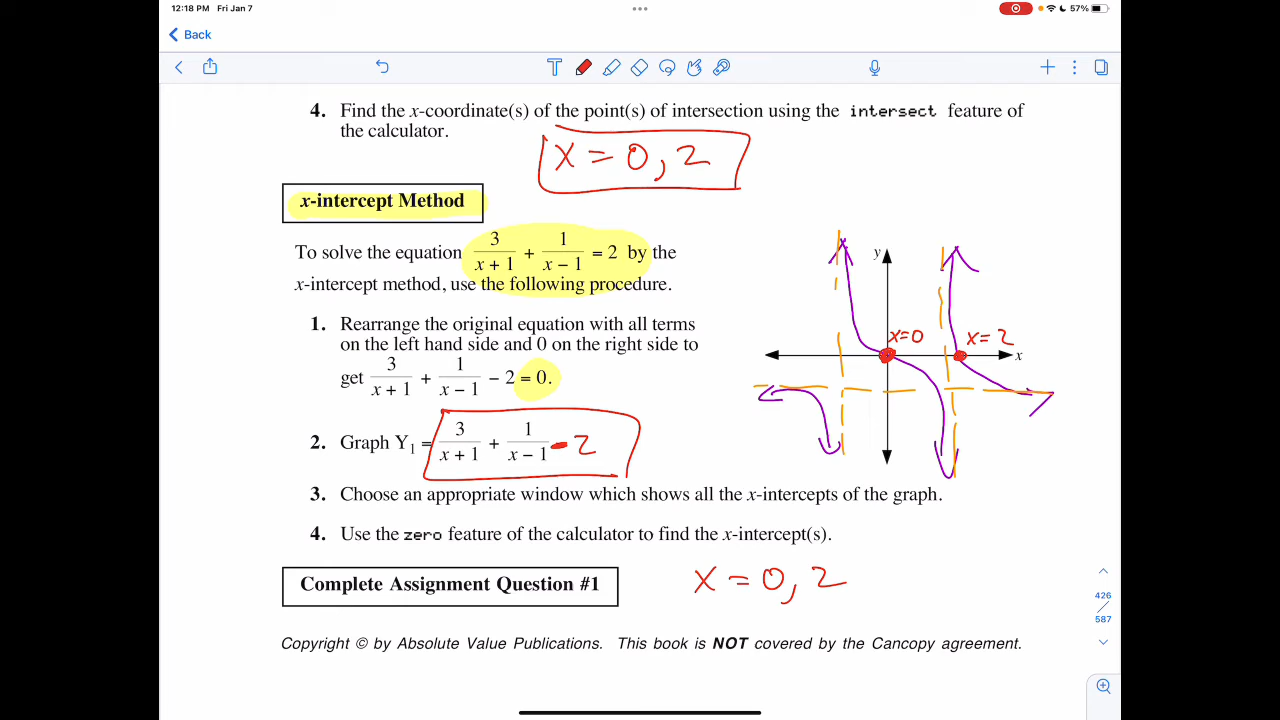 12:18 PM Fri Jan 7
57%
Back
4. Find the x-coordinate(s) of the point(s) of intersection using the intersect feature of
the calculator.
x = 0, 2
x-intercept Method
To solve the equation 3/(x + 1) + 1/(x − 1) = 2 by the
x-intercept method, use the following procedure.
1. Rearrange the original equation with all terms
on the left hand side and 0 on the right side to
get 3/(x + 1) + 1/(x − 1) − 2 = 0.
2. Graph Y₁ = 3/(x + 1) + 1/(x − 1) - 2
y
x=0
x=2
x
3. Choose an appropriate window which shows all the x-intercepts of the graph.
4. Use the zero feature of the calculator to find the x-intercept(s).
Complete Assignment Question #1
x = 0, 2
426
587
Copyright © by Absolute Value Publications. This book is NOT covered by the Cancopy agreement.